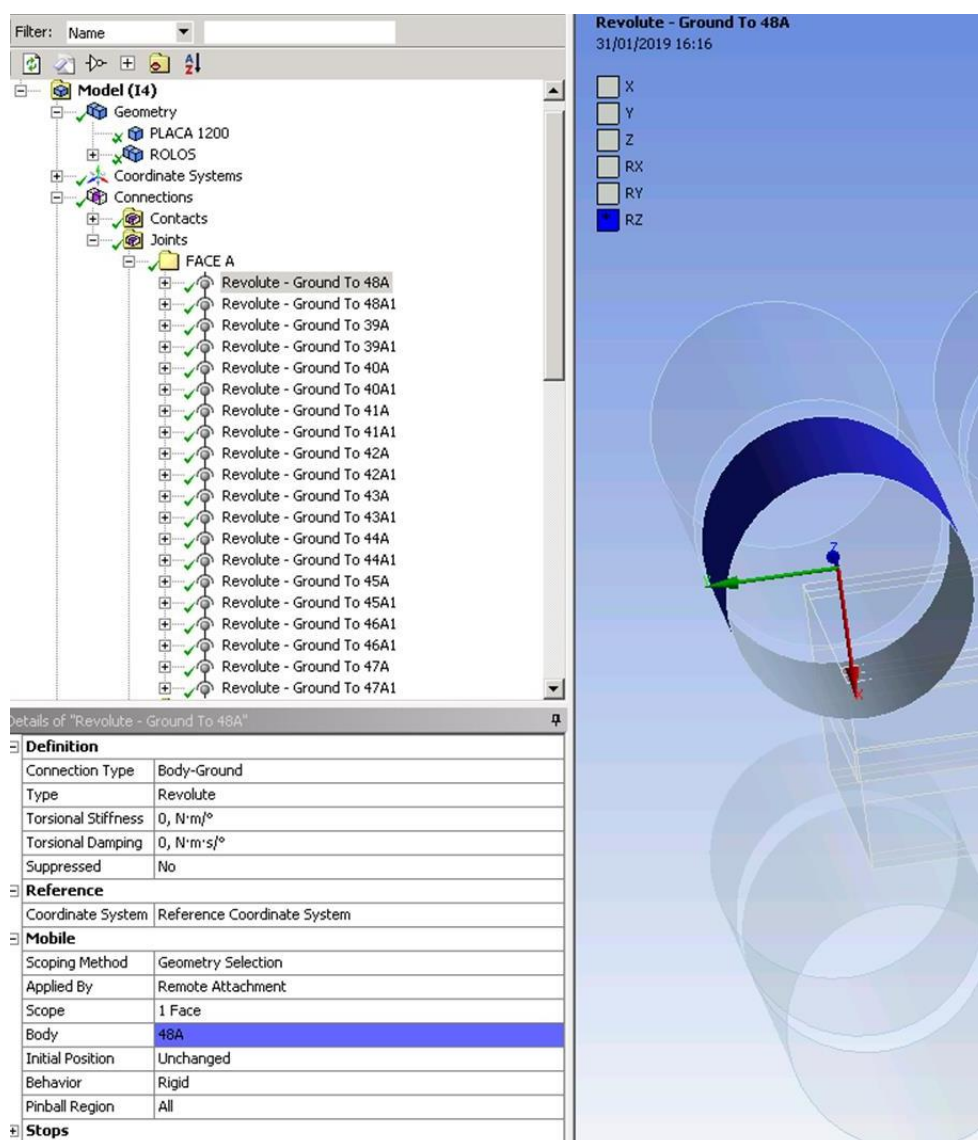 Filter: Name
Model (I4)
Geometry
PLACA 1200
ROLOS
Coordinate Systems
Connections
Contacts
Joints
FACE A
Revolute - Ground To 48A
Revolute - Ground To 48A1
Revolute - Ground To 39A
Revolute - Ground To 39A1
Revolute - Ground To 40A
Revolute - Ground To 40A1
Revolute - Ground To 41A
Revolute - Ground To 41A1
Revolute - Ground To 42A
Revolute - Ground To 42A1
Revolute - Ground To 43A
Revolute - Ground To 43A1
Revolute - Ground To 44A
Revolute - Ground To 44A1
Revolute - Ground To 45A
Revolute - Ground To 45A1
Revolute - Ground To 46A1
Revolute - Ground To 46A1
Revolute - Ground To 47A
Revolute - Ground To 47A1
Details of "Revolute - Ground To 48A"
Definition
Connection Type Body-Ground
Type Revolute
Torsional Stiffness 0, N·m/°
Torsional Damping 0, N·m·s/°
Suppressed No
Reference
Coordinate System Reference Coordinate System
Mobile
Scoping Method Geometry Selection
Applied By Remote Attachment
Scope 1 Face
Body 48A
Initial Position Unchanged
Behavior Rigid
Pinball Region All
Stops
Revolute - Ground To 48A
31/01/2019 16:16
X
Y
Z
RX
RY
RZ
Z
X